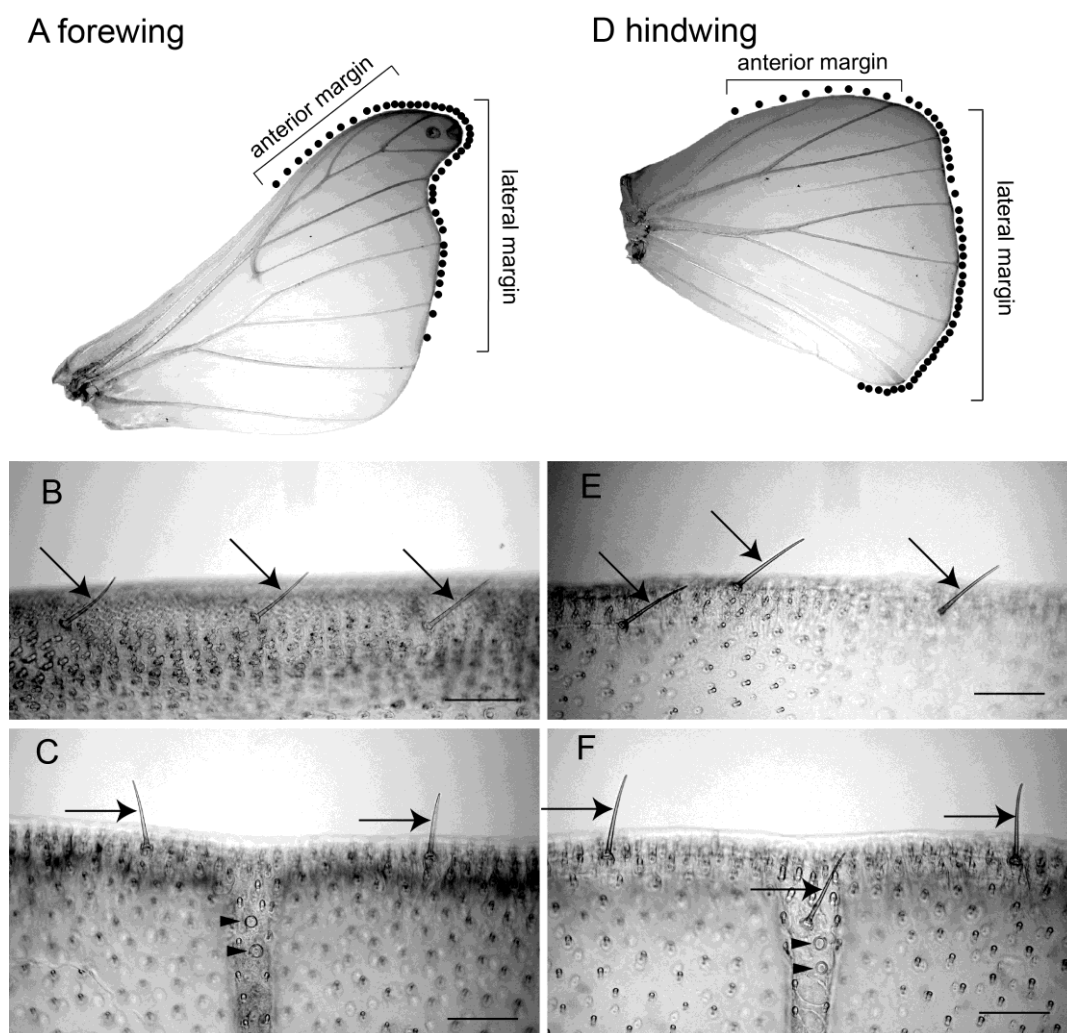 A forewing
D hindwing
anterior margin
lateral margin
anterior margin
lateral margin
B
E
C
F